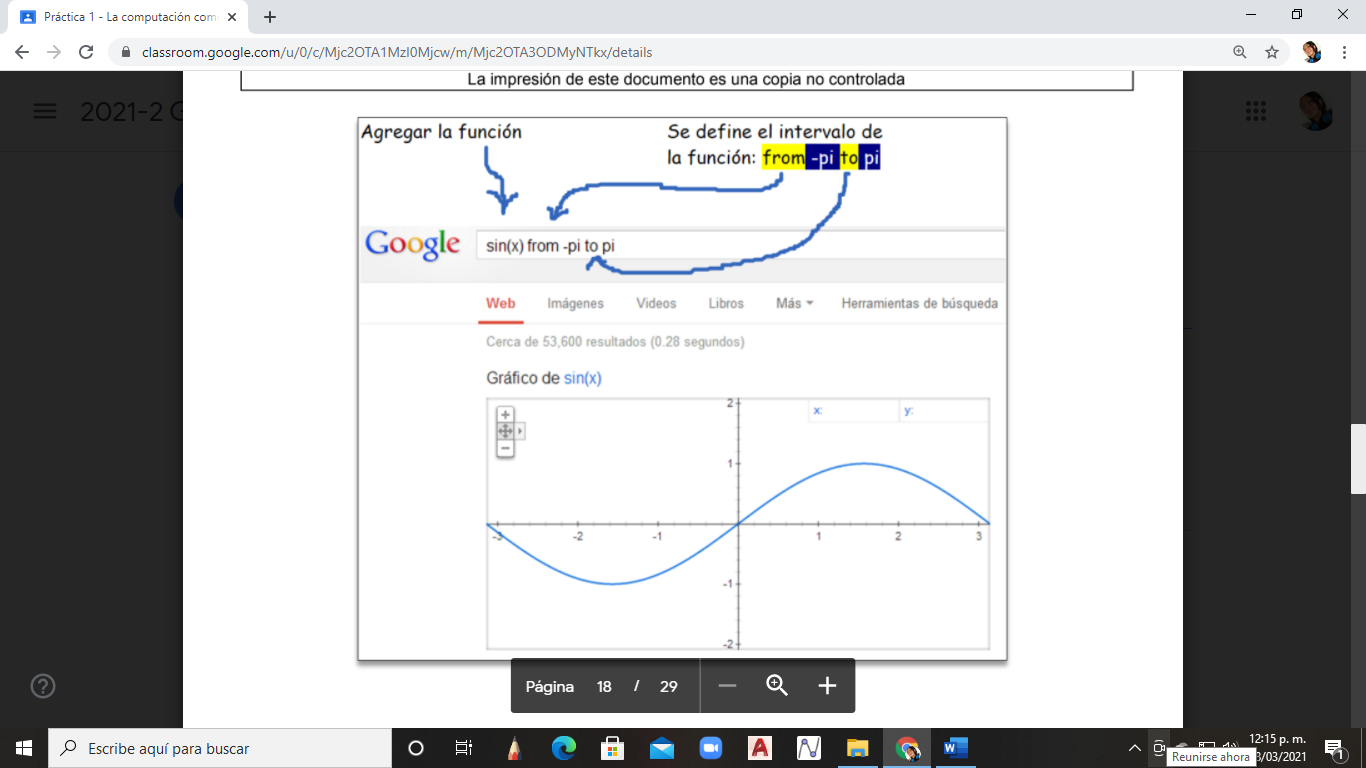 Práctica 1 - La computación com
classroom.google.com/u/0/c/Mjc2OTA1MzI0Mjcw/m/Mjc2OTA3ODMyNTkx/details
2021-2 G
La impresión de este documento es una copia no controlada
Agregar la función
Se define el intervalo de
la función: from -pi to pi
Google
sin(x) from -pi to pi
Web Imágenes Videos Libros Más Herramientas de búsqueda
Cerca de 53,600 resultados (0.28 segundos)
Gráfico de sin(x)
x: y:
2
1
-3 -2 -1 1 2 3
-1
-2
Página 18 / 29
Escribe aquí para buscar
12:15 p. m.
/03/2021
Reunirse ahora
1